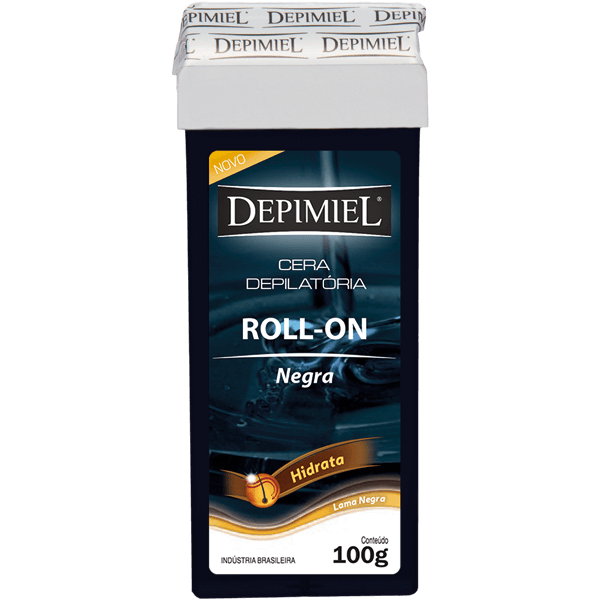 DEPIMIEL DEPIMIEL
DEPIMIEL DEPIMIEL
NOVO
DEPIMIEL®
CERA
DEPILATÓRIA
ROLL-ON
Negra
Hidrata
Lama Negra
Conteúdo
INDÚSTRIA BRASILEIRA
100g